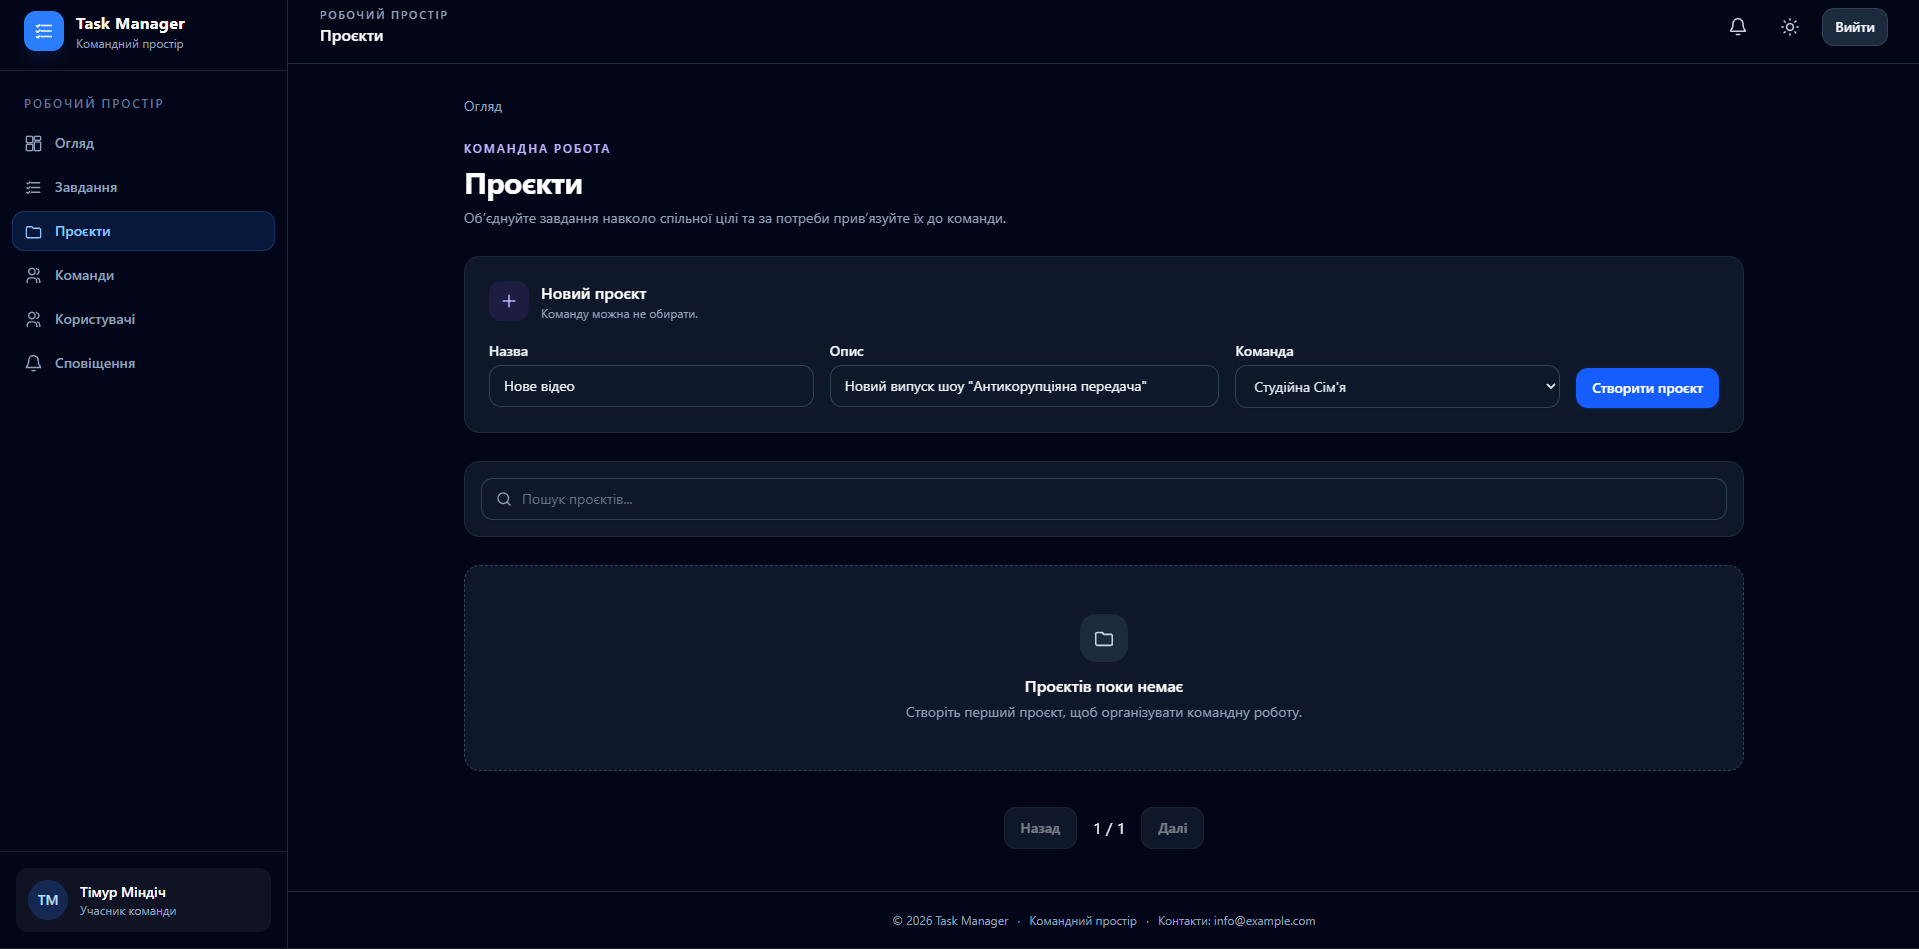 Task Manager
Командний простір
РОБОЧИЙ ПРОСТІР
Огляд
Завдання
Проєкти
Команди
Користувачі
Сповіщення
ТМ
Тімур Міндіч
Учасник команди
РОБОЧИЙ ПРОСТІР
Проєкти
Вийти
Огляд
КОМАНДНА РОБОТА
Проєкти
Об’єднуйте завдання навколо спільної цілі та за потреби прив’язуйте їх до команди.
Новий проєкт
Команду можна не обирати.
Назва
Нове відео
Опис
Новий випуск шоу "Антикорупціяна передача"
Команда
Студійна Сім'я
Створити проєкт
Пошук проєктів...
Проєктів поки немає
Створіть перший проєкт, щоб організувати командну роботу.
Назад 1 / 1 Далі
© 2026 Task Manager · Командний простір · Контакти: info@example.com